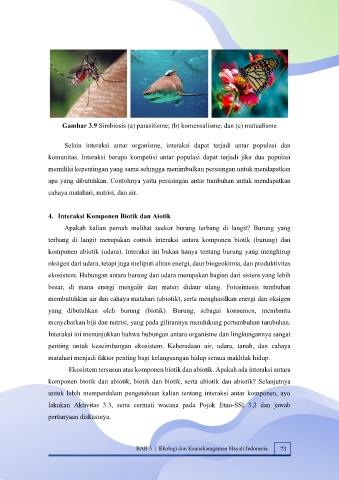 Gambar 3.9 Simbiosis (a) parasitisme; (b) komensalisme; dan (c) mutualisme
Selain interaksi antar organisme, interaksi dapat terjadi antar populasi dan
komunitas. Interaksi berupa kompetisi antar populasi dapat terjadi jika dua populasi
memiliki kepentingan yang sama sehingga menimbulkan persaingan untuk mendapatkan
apa yang dibutuhkan. Contohnya yaitu persaingan antar tumbuhan untuk mendapatkan
cahaya matahari, nutrisi, dan air.
4. Interaksi Komponen Biotik dan Aiotik
Apakah kalian pernah melihat seekor burung terbang di langit? Burung yang
terbang di langit merupakan contoh interaksi antara komponen biotik (burung) dan
komponen abiotik (udara). Interaksi ini bukan hanya tentang burung yang menghirup
oksigen dari udara, tetapi juga meliputi aliran energi, daur biogeokimia, dan produktivitas
ekosistem. Hubungan antara burung dan udara merupakan bagian dari sistem yang lebih
besar, di mana energi mengalir dan materi didaur ulang. Fotosintesis tumbuhan
membutuhkan air dan cahaya matahari (abiotik), serta menghasilkan energi dan oksigen
yang dibutuhkan oleh burung (biotik). Burung, sebagai konsumen, membantu
menyebarkan biji dan nutrisi, yang pada gilirannya mendukung pertumbuhan tumbuhan.
Interaksi ini menunjukkan bahwa hubungan antara organisme dan lingkungannya sangat
penting untuk keseimbangan ekosistem. Keberadaan air, udara, tanah, dan cahaya
matahari menjadi faktor penting bagi kelangsungan hidup semua makhluk hidup.
Ekosistem tersusun atas komponen biotik dan abiotik. Apakah ada interaksi antara
komponen biotik dan abiotik, biotik dan biotik, serta abiotik dan abiotik? Selanjutnya
untuk lebih memperdalam pengetahuan kalian tentang interaksi antar komponen, ayo
lakukan Aktivitas 3.3, serta cermati wacana pada Pojok Etno-SSI 3.2 dan jawab
pertanyaan diskusinya.
BAB 3 | Ekologi dan Keanekaragaman Hayati Indonesia 73